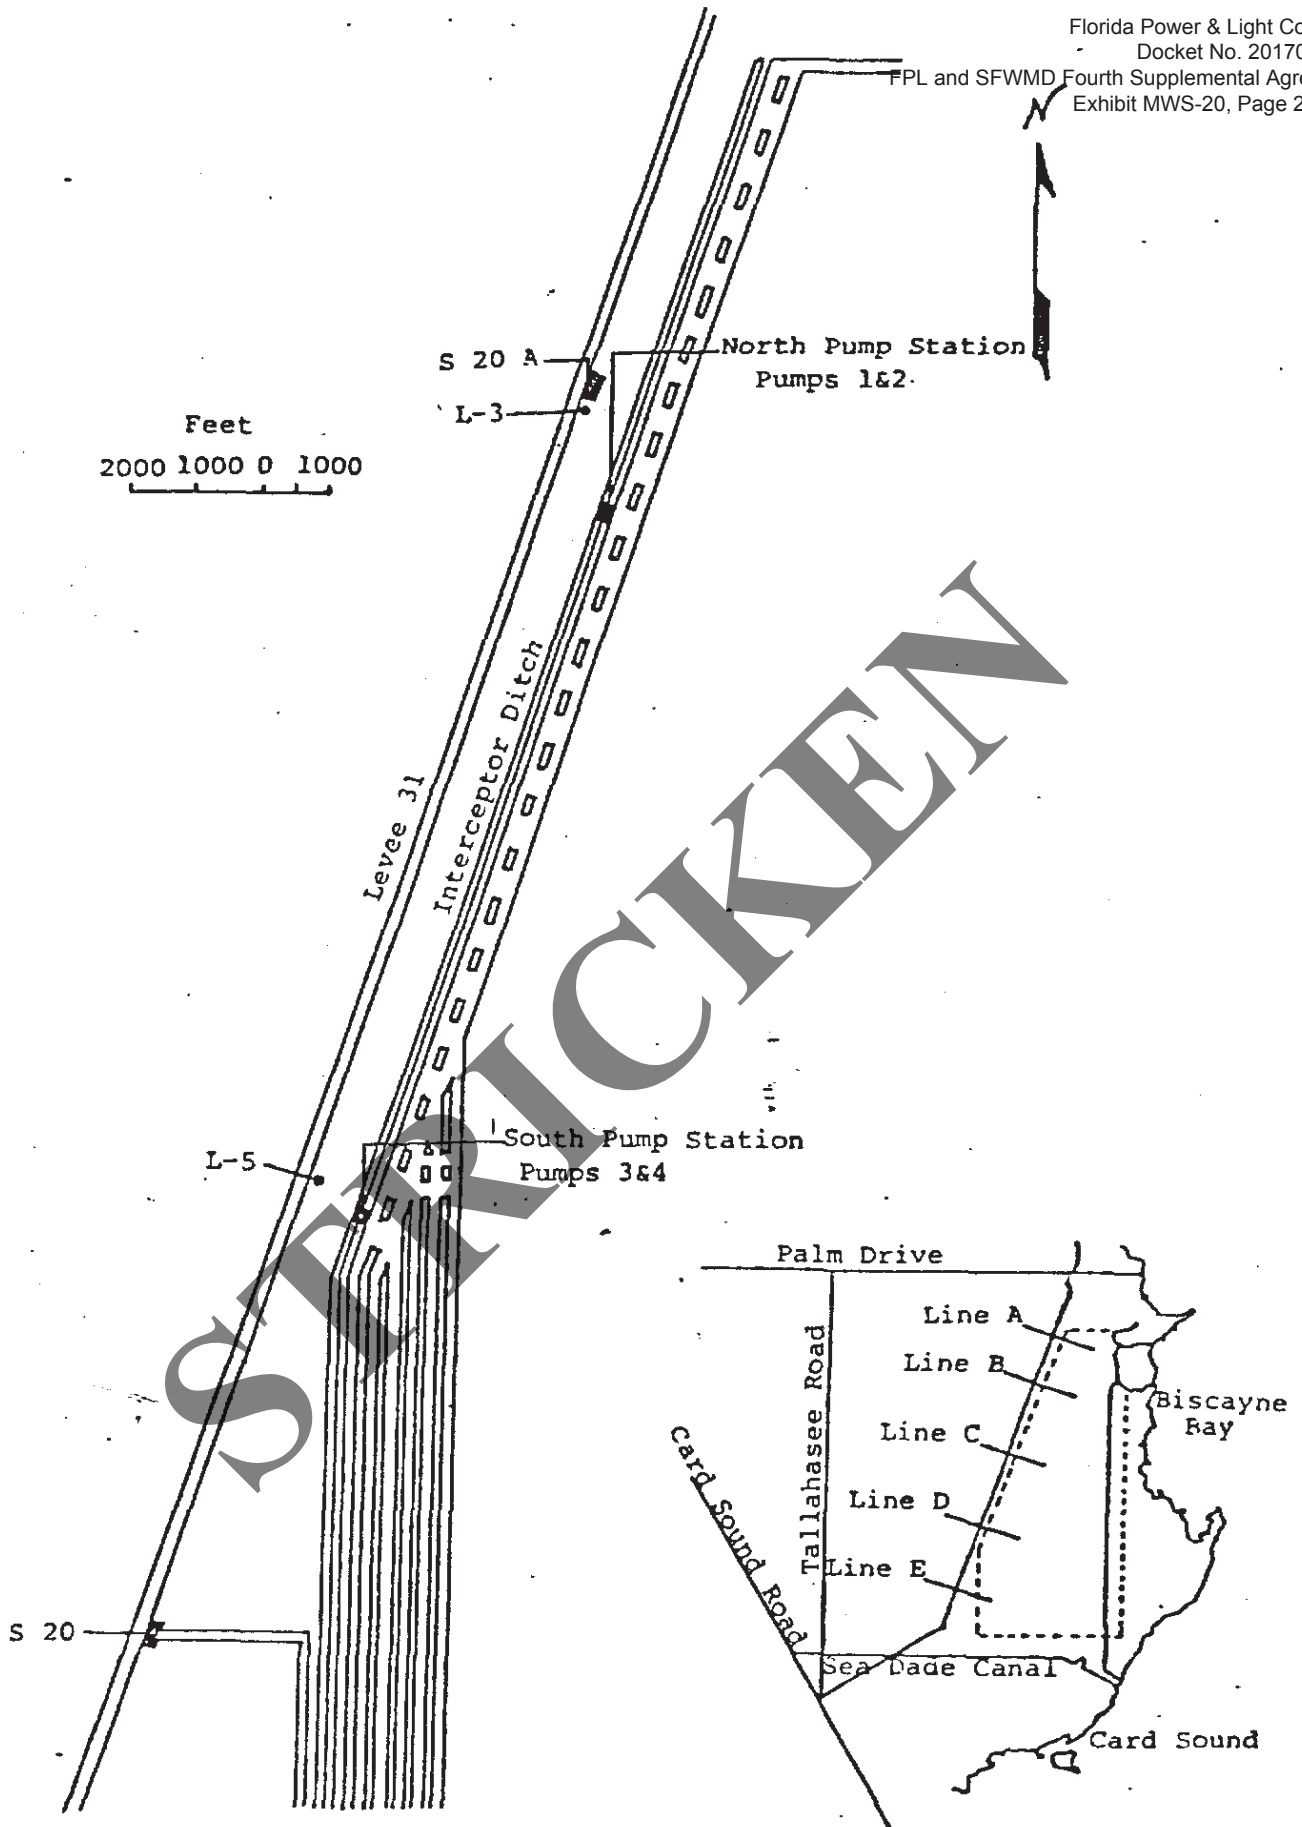 Florida Power & Light Co
Docket No. 20170
FPL and SFWMD Fourth Supplemental Agre
Exhibit MWS-20, Page 2
N
S 20 A
North Pump Station
Pumps 1&2
L-3
Feet
2000 1000 0 1000
Interceptor Ditch
Levee 31
STRICKEN
South Pump Station
Pumps 3&4
L-5
Palm Drive
Line A
Line B
Tallahasee Road
Biscayne
Bay
Line C
Card Sound Road
Line D
Line E
S 20
Sea Dade Canal
Card Sound